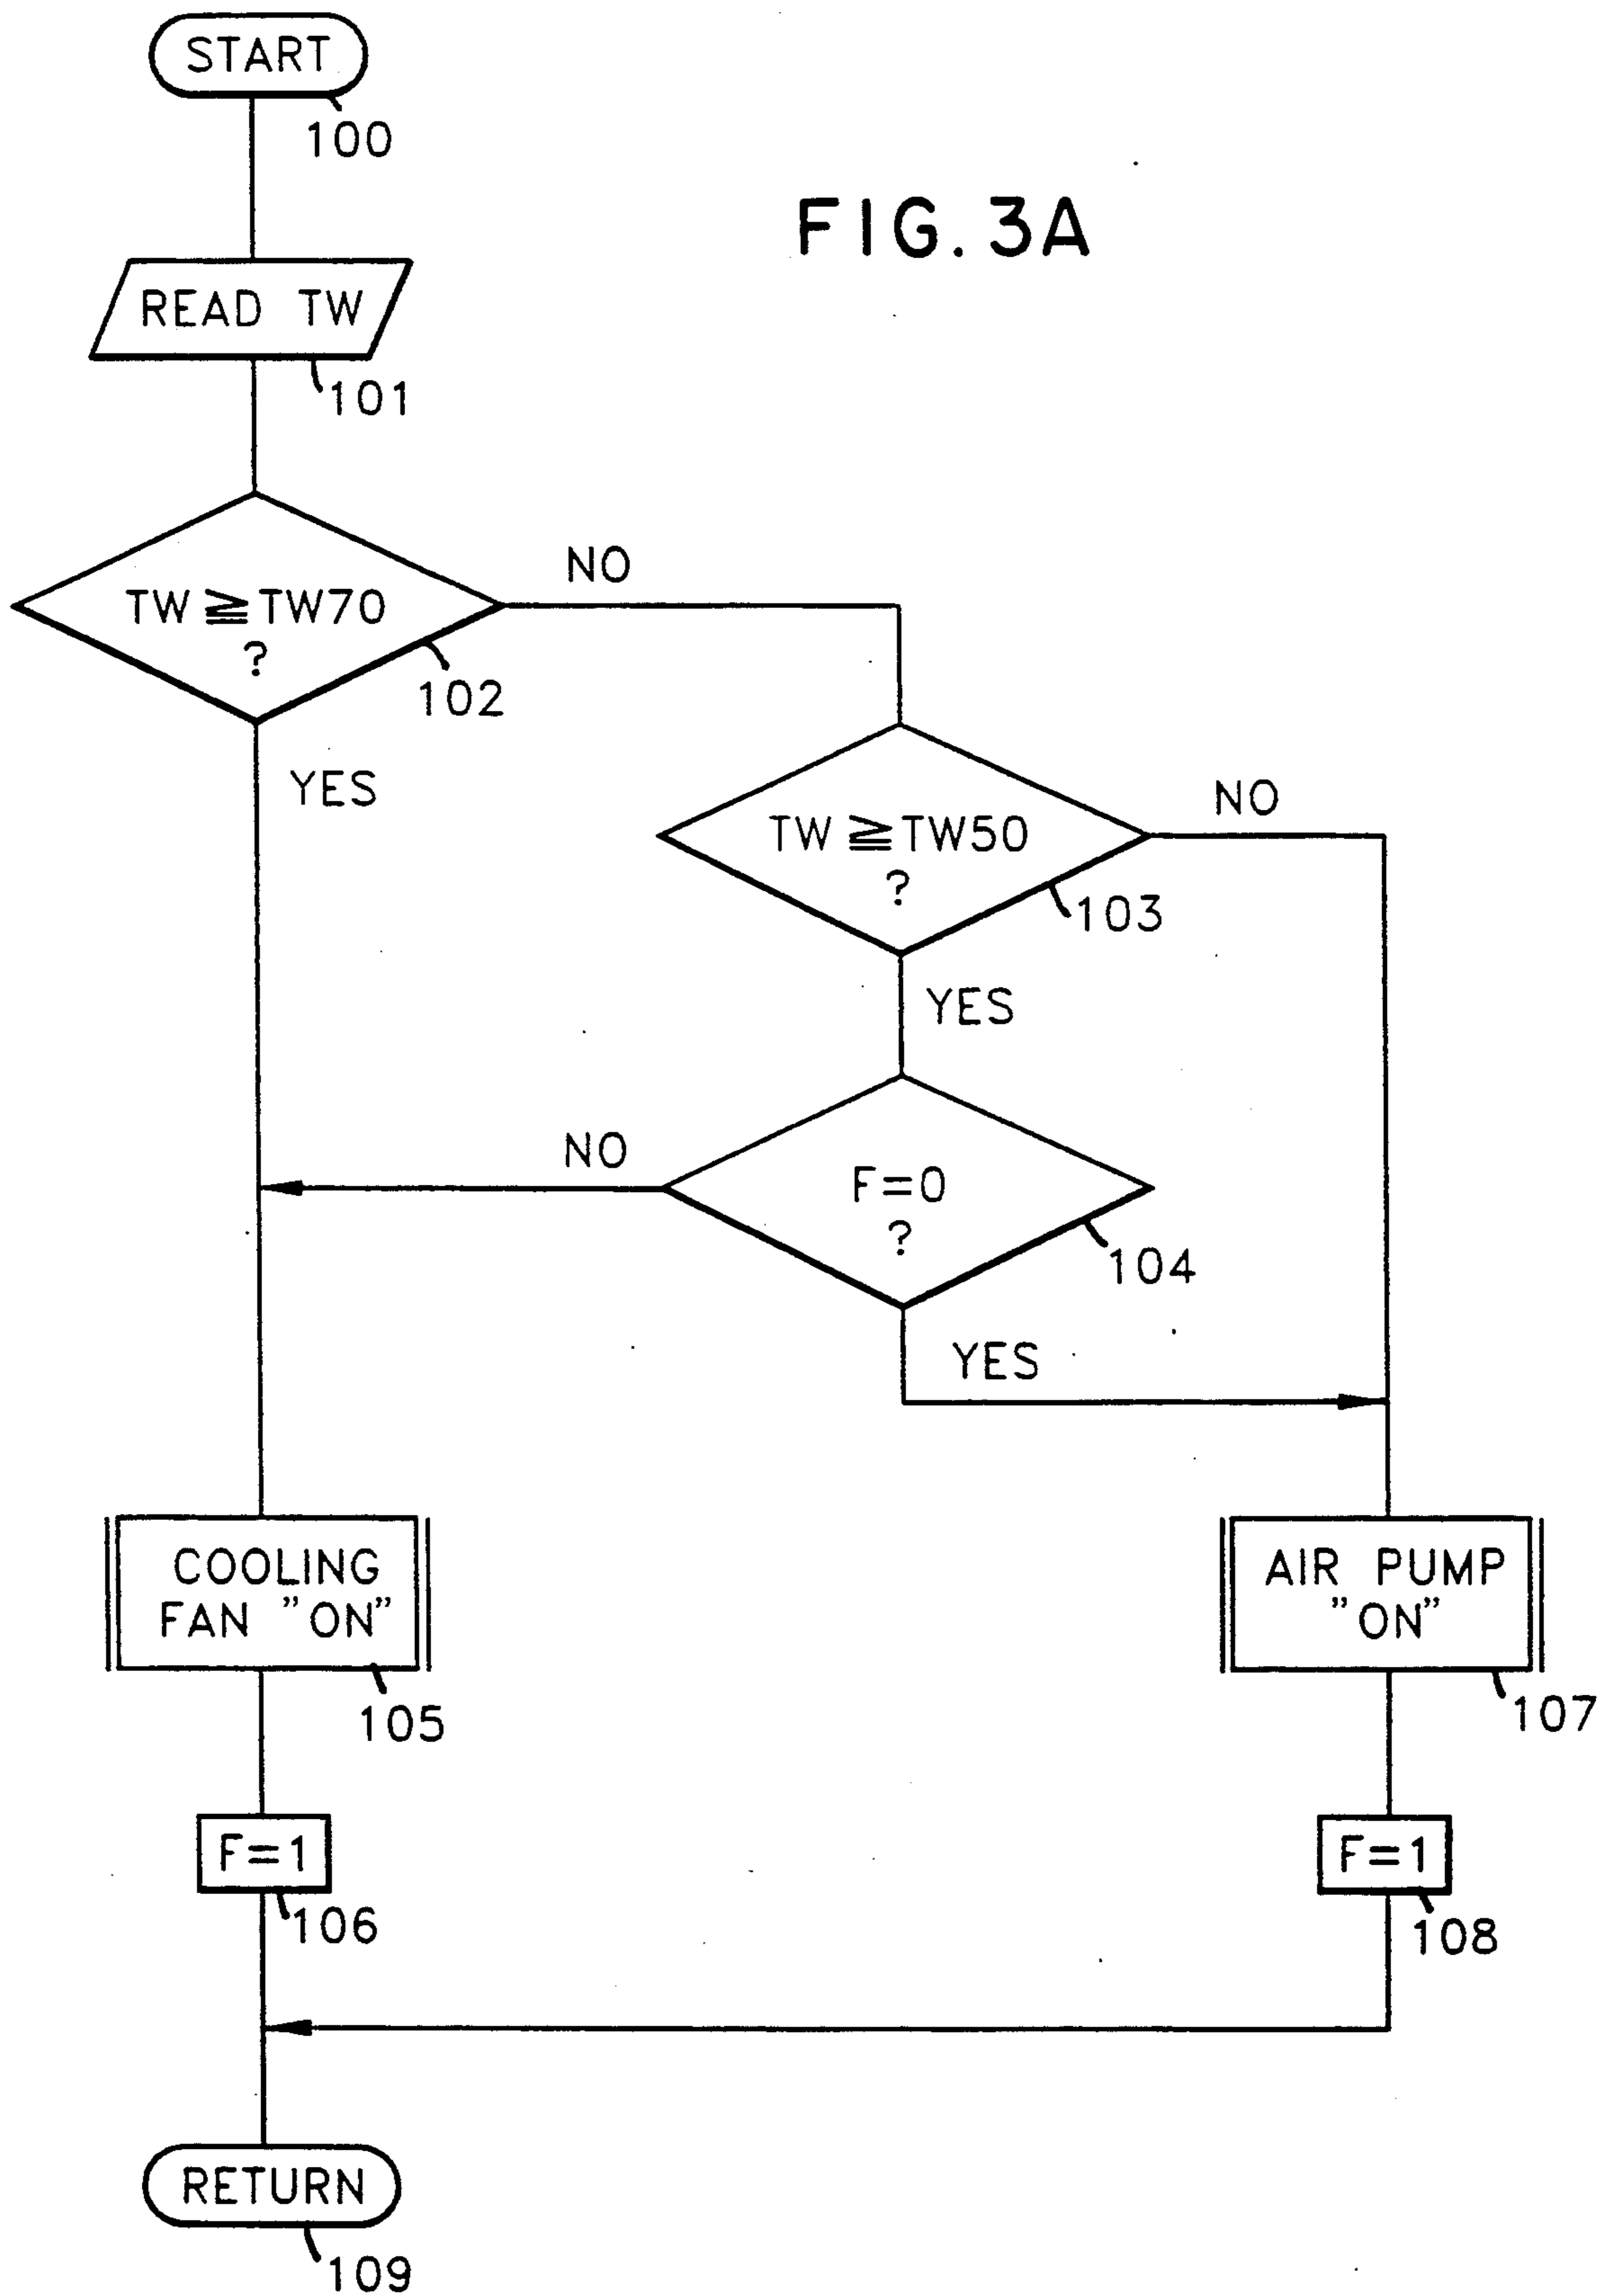 START
100
FIG. 3A
READ TW
101
TW ≧ TW70
?
102
NO
YES
TW ≧ TW50
?
103
NO
YES
F=0
?
104
NO
YES
COOLING
FAN "ON"
105
AIR PUMP
"ON"
107
F=1
106
F=1
108
RETURN
109